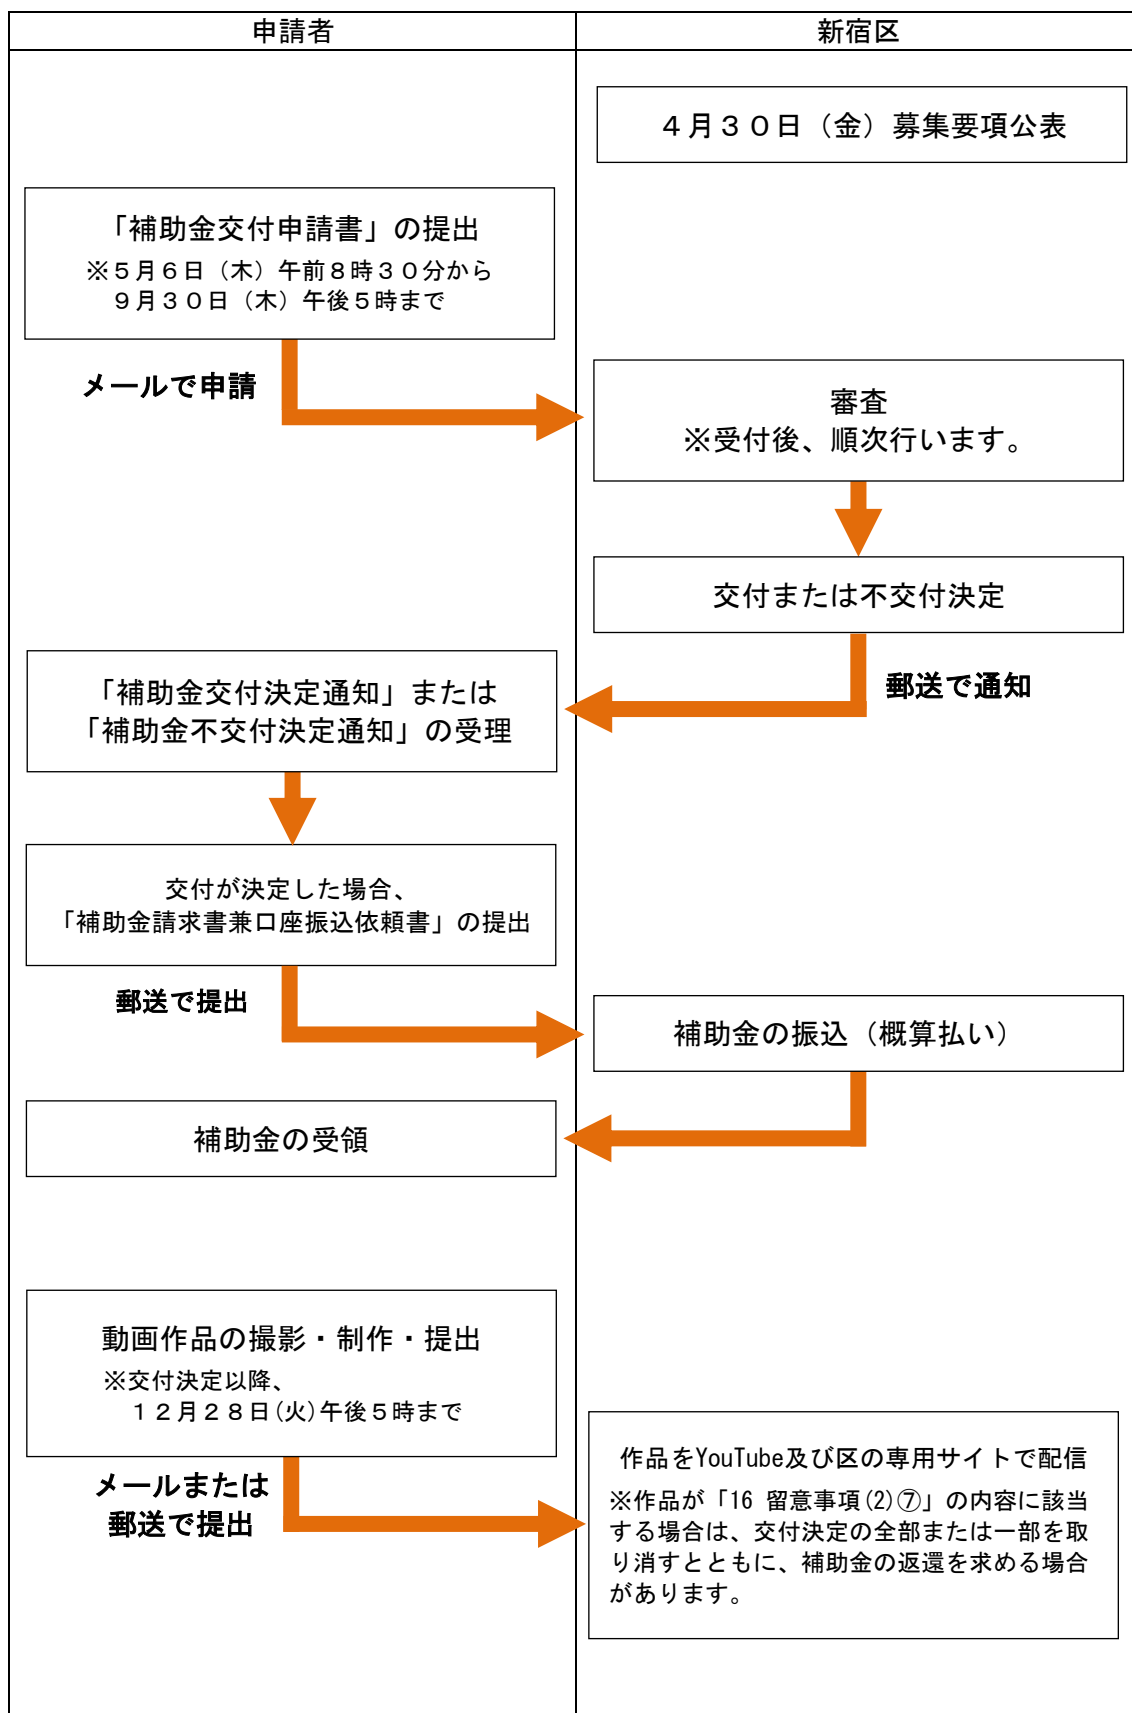 申請者
新宿区
４月３０日（金）募集要項公表
「補助金交付申請書」の提出
※５月６日（木）午前８時３０分から
９月３０日（木）午後５時まで
メールで申請
審査
※受付後、順次行います。
交付または不交付決定
郵送で通知
「補助金交付決定通知」または
「補助金不交付決定通知」の受理
交付が決定した場合、
「補助金請求書兼口座振込依頼書」の提出
郵送で提出
補助金の振込（概算払い）
補助金の受領
動画作品の撮影・制作・提出
※交付決定以降、
１２月２８日(火)午後５時まで
メールまたは
郵送で提出
作品をYouTube及び区の専用サイトで配信
※作品が「16 留意事項(2)⑦」の内容に該当
する場合は、交付決定の全部または一部を取
り消すとともに、補助金の返還を求める場合
があります。